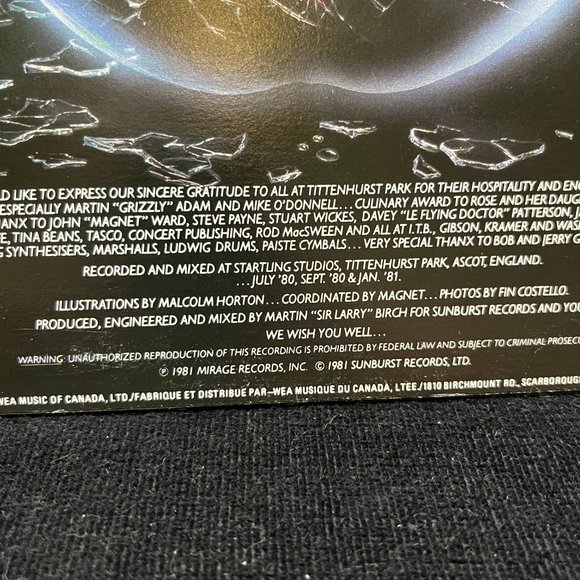 LD LIKE TO EXPRESS OUR SINCERE GRATITUDE TO ALL AT TITTENHURST PARK FOR THEIR HOSPITALITY AND
ESPECIALLY MARTIN "GRIZZLY" ADAM AND MIKE O'DONNELL... CULINARY AWARD TO ROSE AND HER
HANX TO JOHN "MAGNET" WARD, STEVE PAYNE, STUART WICKES, DAVEY "LE FLYING DOCTOR" PATTERSON,
TINA BEANS, TASCO, CONCERT PUBLISHING, ROD MacSWEEN AND ALL AT I.T.B., GIBSON, KRAMER AND
G SYNTHESISERS, MARSHALLS, LUDWIG DRUMS, PAISTE CYMBALS... VERY SPECIAL THANX TO BOB AND JERRY G
RECORDED AND MIXED AT STARTLING STUDIOS, TITTENHURST PARK, ASCOT, ENGLAND.
...JULY '80, SEPT. '80 & JAN. '81.
ILLUSTRATIONS BY MALCOLM HORTON... COORDINATED BY MAGNET... PHOTOS BY FIN COSTELLO.
PRODUCED, ENGINEERED AND MIXED BY MARTIN "SIR LARRY" BIRCH FOR SUNBURST RECORDS AND YOU
WE WISH YOU WELL...
WARNING: UNAUTHORIZED REPRODUCTION OF THIS RECORDING IS PROHIBITED BY FEDERAL LAW AND SUBJECT TO CRIMINAL PROSEC
℗ 1981 MIRAGE RECORDS, INC. © 1981 SUNBURST RECORDS, LTD.
WEA MUSIC OF CANADA, LTD./FABRIQUE ET DISTRIBUE PAR-WEA MUSIQUE DU CANADA, LTEE./1810 BIRCHMOUNT RD., SCARBOROUG